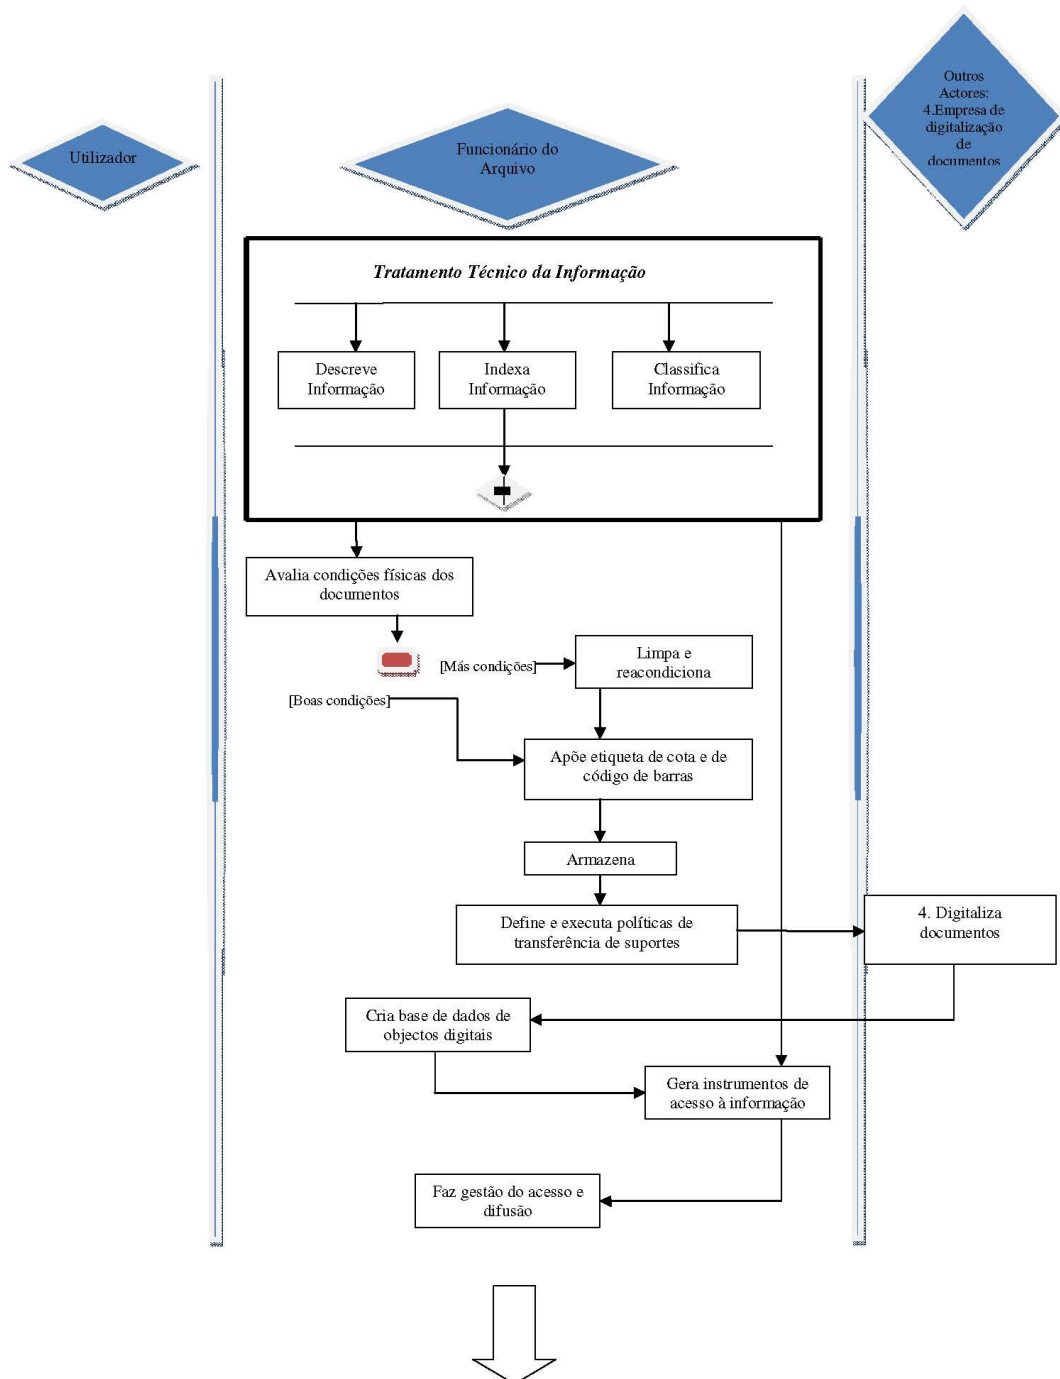 Outros
Actores:
4.Empresa de
digitalização
de
documentos
Utilizador
Funcionário do
Arquivo
Tratamento Técnico da Informação
Descreve
Informação
Indexa
Informação
Classifica
Informação
Avalia condições físicas dos
documentos
[Más condições]
Limpa e
reacondiciona
[Boas condições]
Apõe etiqueta de cota e de
código de barras
Armazena
Define e executa políticas de
transferência de suportes
4. Digitaliza
documentos
Cria base de dados de
objectos digitais
Gera instrumentos de
acesso à informação
Faz gestão do acesso e
difusão